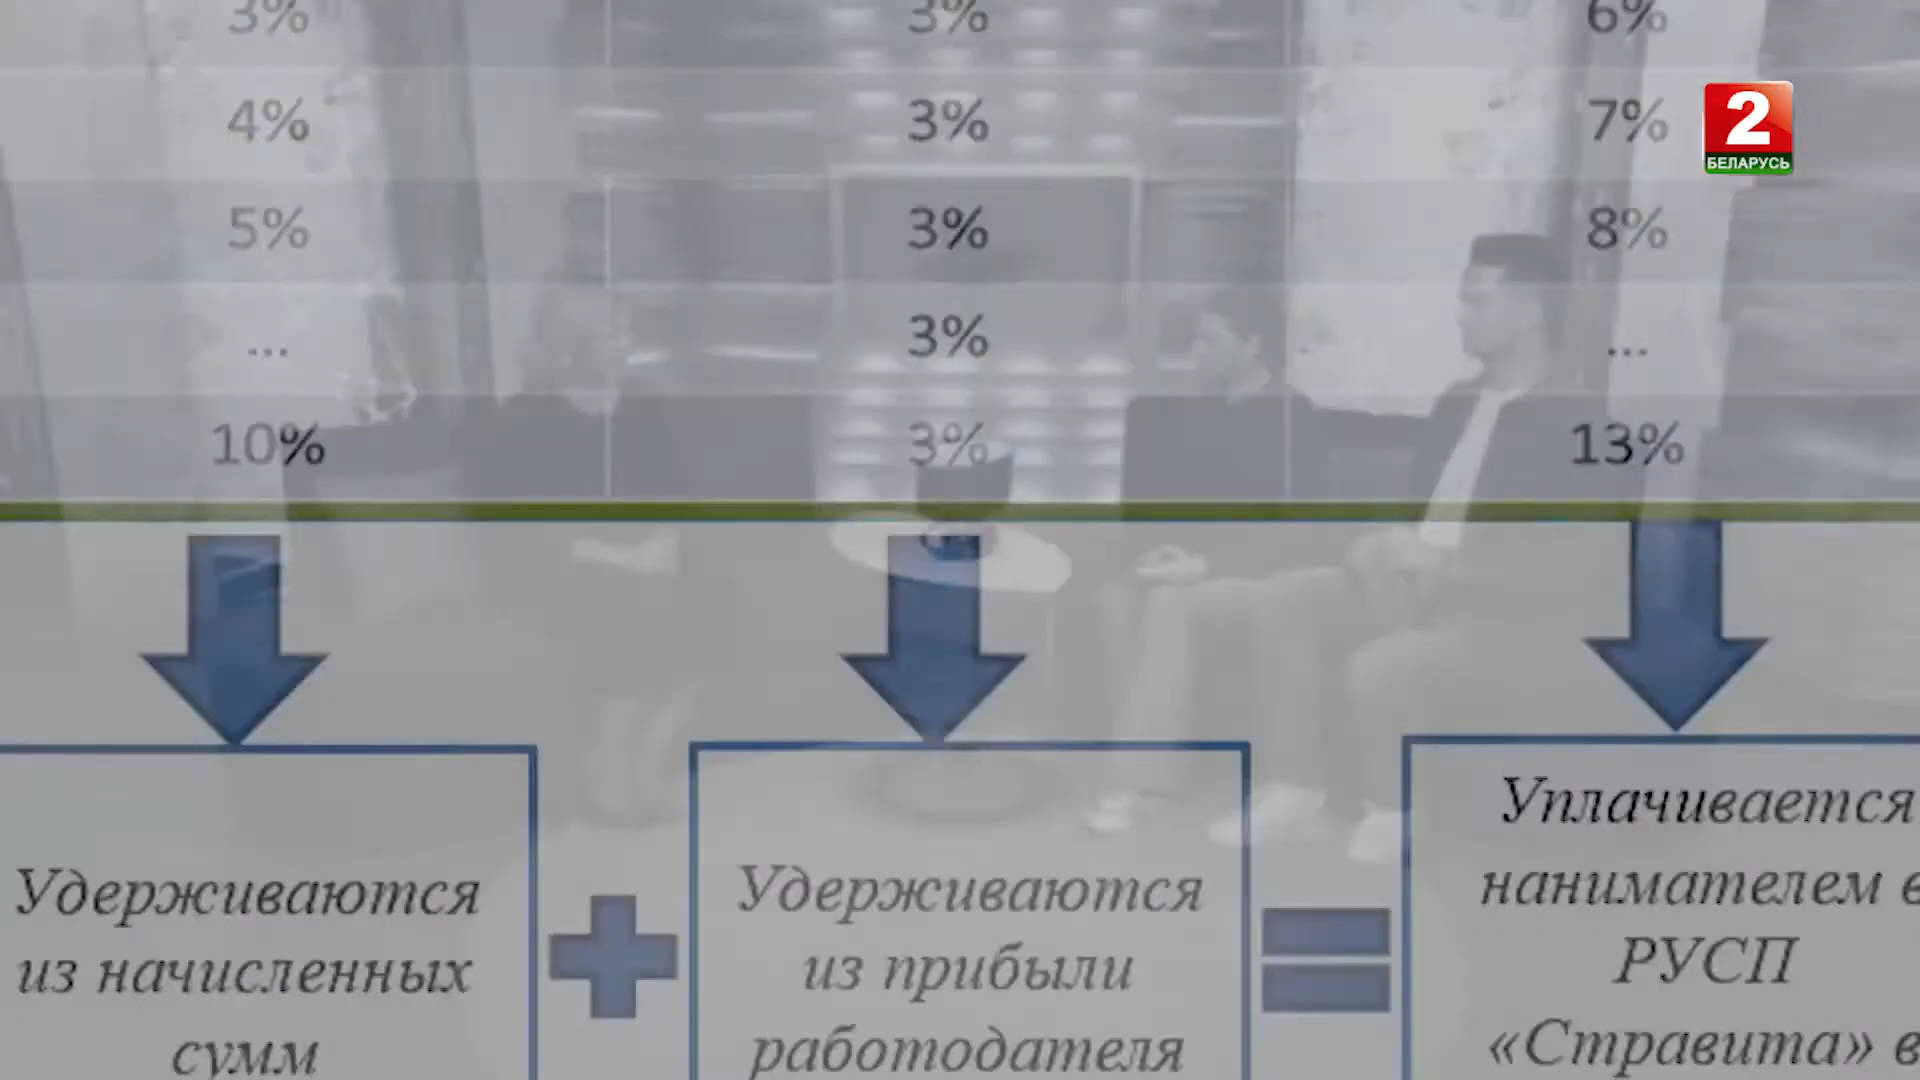 3% 3% 6%
4% 3% 7%
5% 3% 8%
... 3% ...
10% 3% 13%
2
БЕЛАРУСЬ
Удерживаются
из начисленных
сумм
+
Удерживаются
из прибыли
работодателя
=
Уплачивается
нанимателем в
РУСП
«Стравита» в